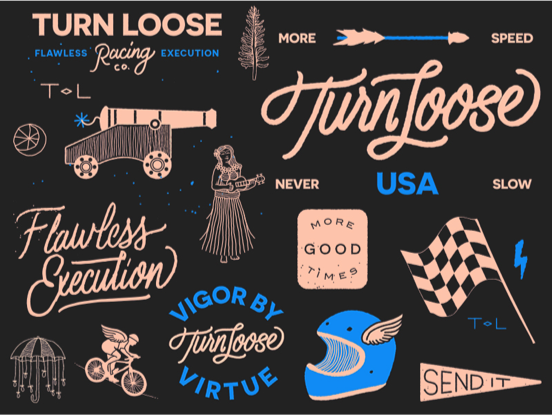 TURN LOOSE
FLAWLESS Racing EXECUTION
CO.
T L
MORE SPEED
Turn Loose
NEVER USA SLOW
Flawless
Execution
MORE
GOOD
TIMES
VIGOR BY
Turn Loose
VIRTUE
T L
SEND IT